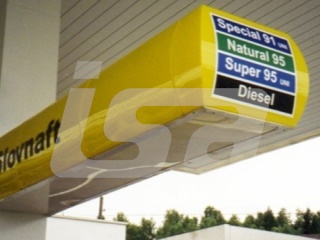 Special 91 UNI
Natural 95
Super 95 UNI
Diesel
Slovnaft
isa